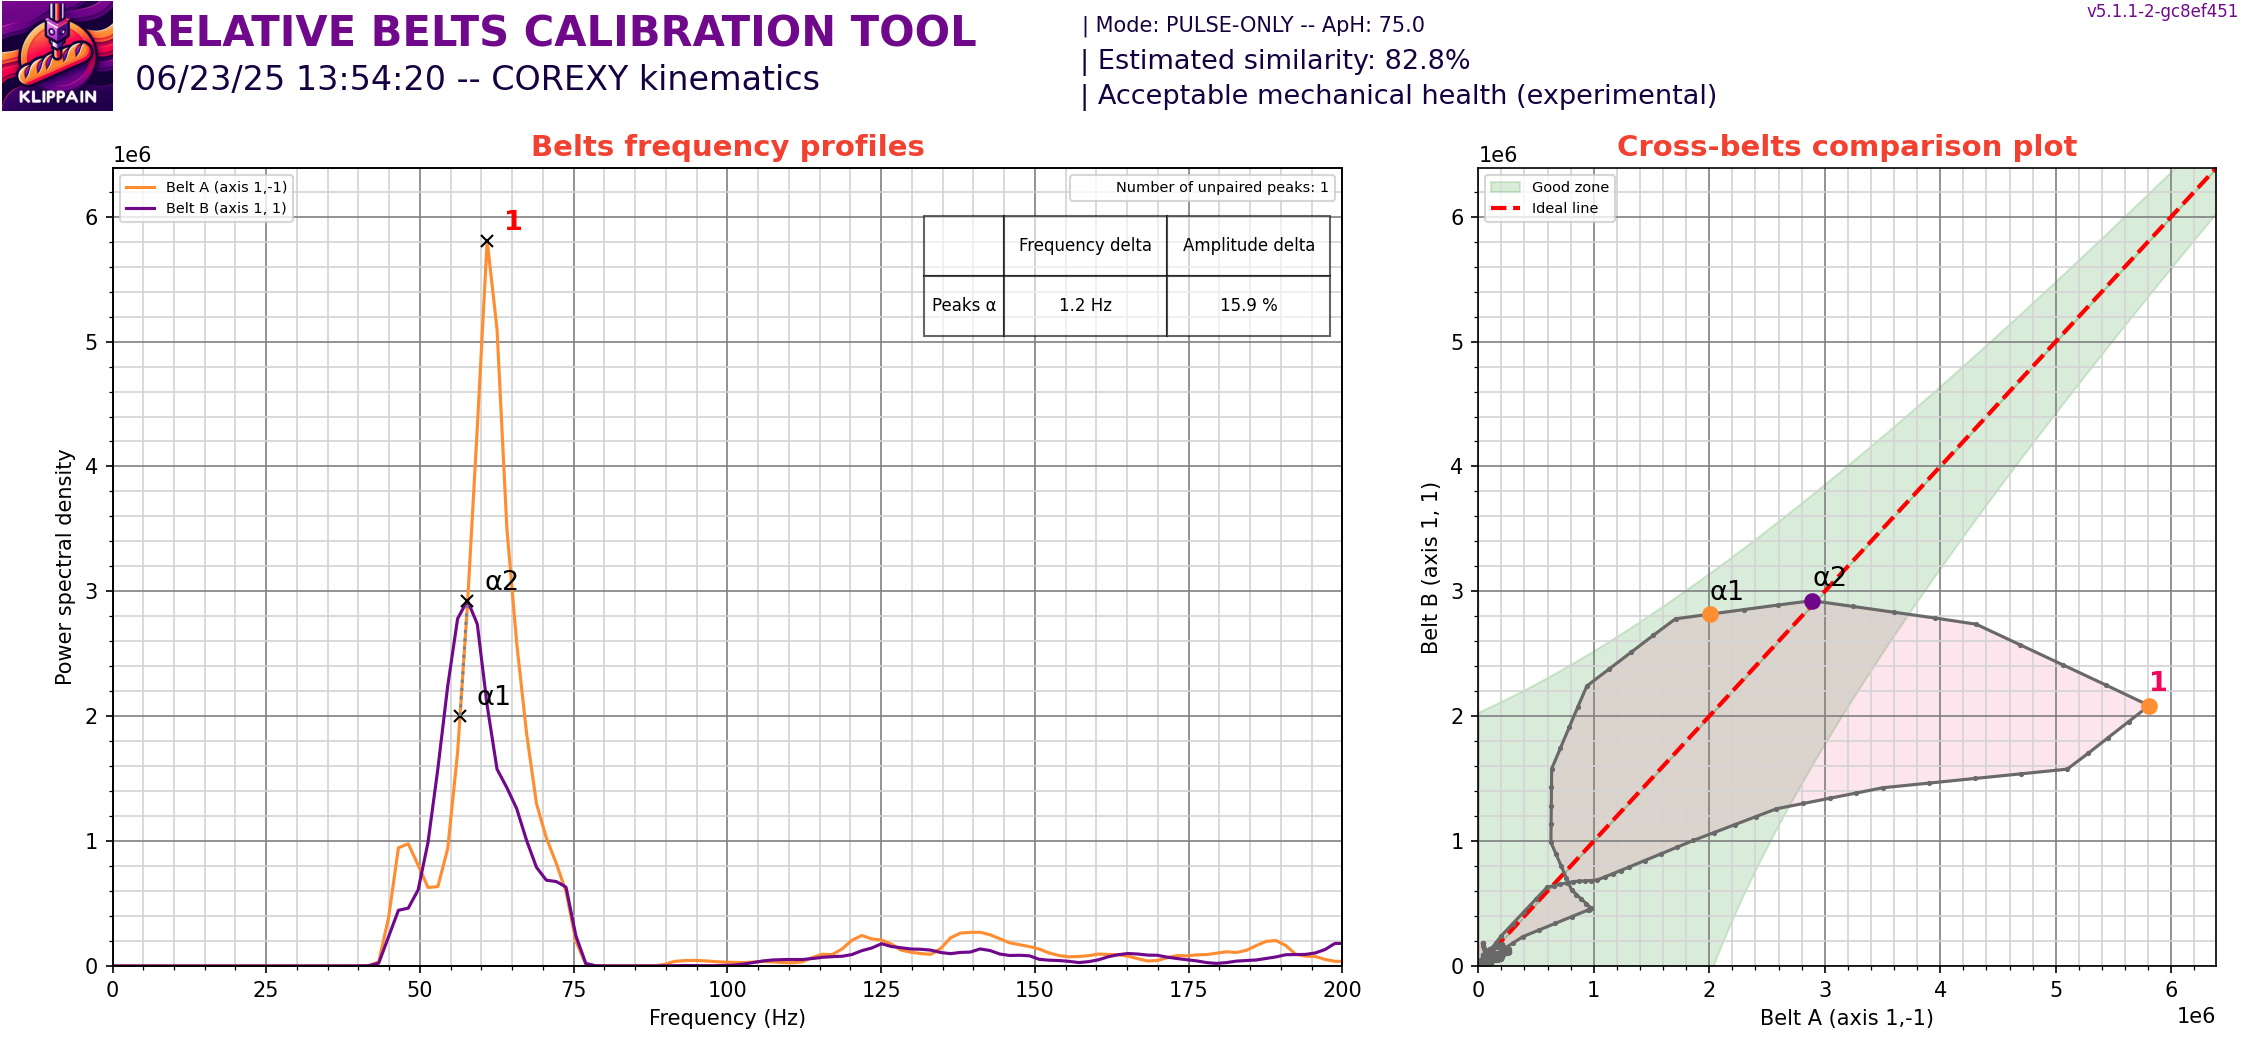 KLIPPAIN
RELATIVE BELTS CALIBRATION TOOL
06/23/25 13:54:20 -- COREXY kinematics
| Mode: PULSE-ONLY -- ApH: 75.0
| Estimated similarity: 82.8%
| Acceptable mechanical health (experimental)
v5.1.1-2-gc8ef451
Belts frequency profiles
1e6
Belt A (axis 1,-1)
Belt B (axis 1, 1)
Number of unpaired peaks: 1
Frequency delta
Amplitude delta
Peaks α
1.2 Hz
15.9 %
1
α2
α1
Power spectral density
6
5
4
3
2
1
0
0
25
50
75
100
125
150
175
200
Frequency (Hz)
Cross-belts comparison plot
1e6
Good zone
Ideal line
α1
α2
1
Belt B (axis 1, 1)
6
5
4
3
2
1
0
0
1
2
3
4
5
6
Belt A (axis 1,-1)
1e6